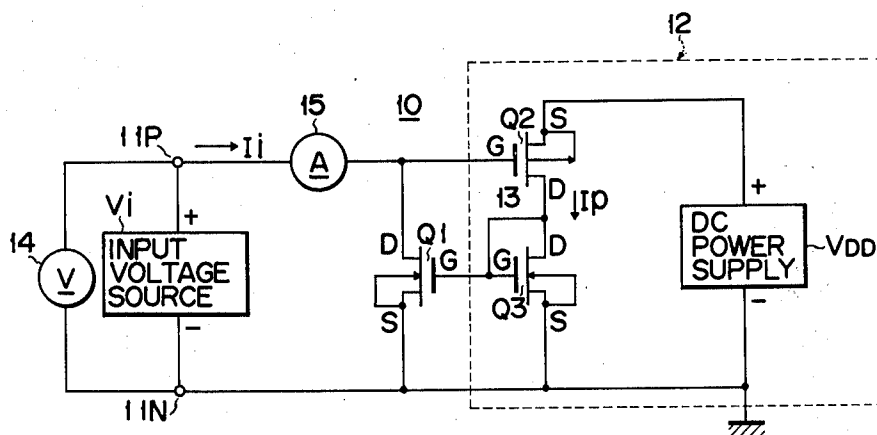 12
15
10
11P
Ii
A
Q2
S
G
13
D
Ip
Vi
+
+
14
V
INPUT
VOLTAGE
SOURCE
D
Q1
G
G
D
Q3
S
S
DC
POWER
SUPPLY
VDD
-
-
11N